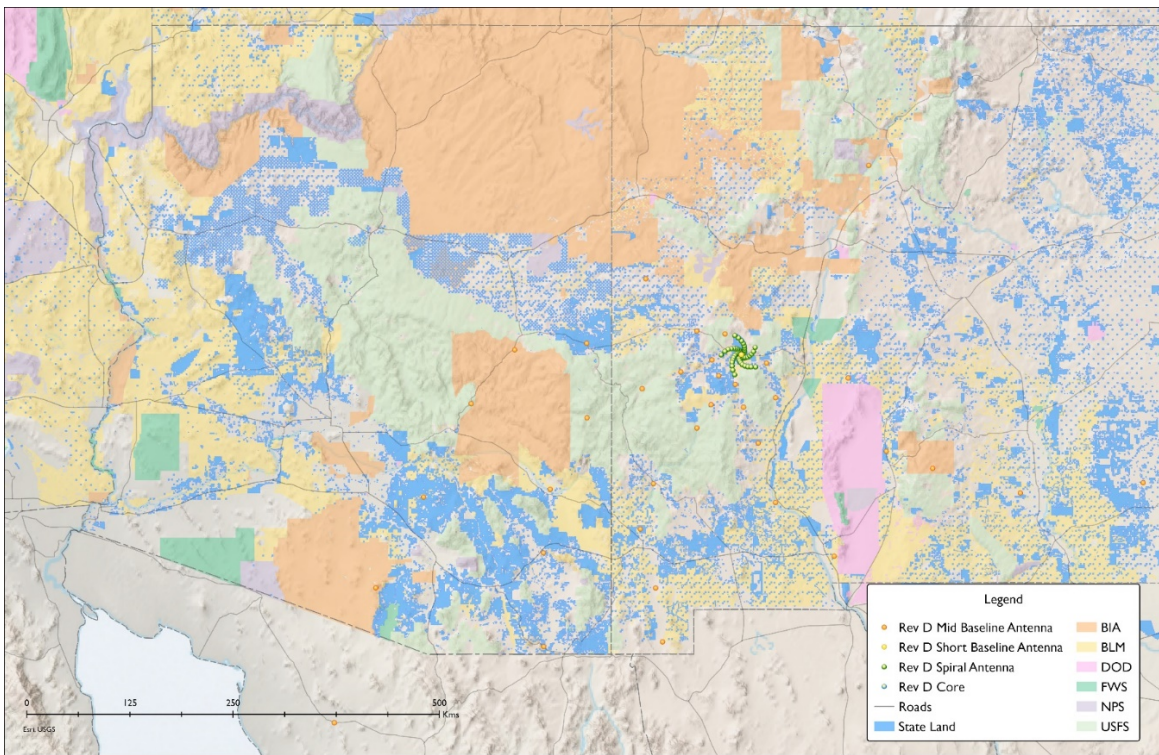 Legend
Rev D Mid Baseline Antenna
Rev D Short Baseline Antenna
Rev D Spiral Antenna
Rev D Core
Roads
State Land
BIA
BLM
DOD
FWS
NPS
USFS
0 125 250 500
Kms
Esri, USGS